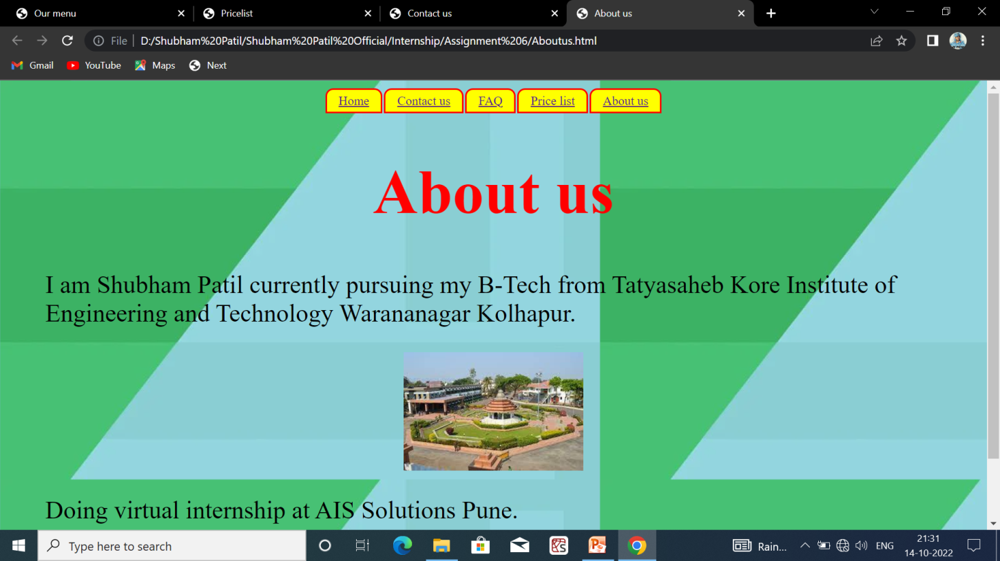 Our menu
Pricelist
Contact us
About us
File D:/Shubham%20Patil/Shubham%20Patil%20Official/Internship/Assignment%206/Aboutus.html
Gmail YouTube Maps Next
Home Contact us FAQ Price list About us
About us
I am Shubham Patil currently pursuing my B-Tech from Tatyasaheb Kore Institute of
Engineering and Technology Warananagar Kolhapur.
Doing virtual internship at AIS Solutions Pune.
Type here to search
Rain...
ENG
21:31
14-10-2022